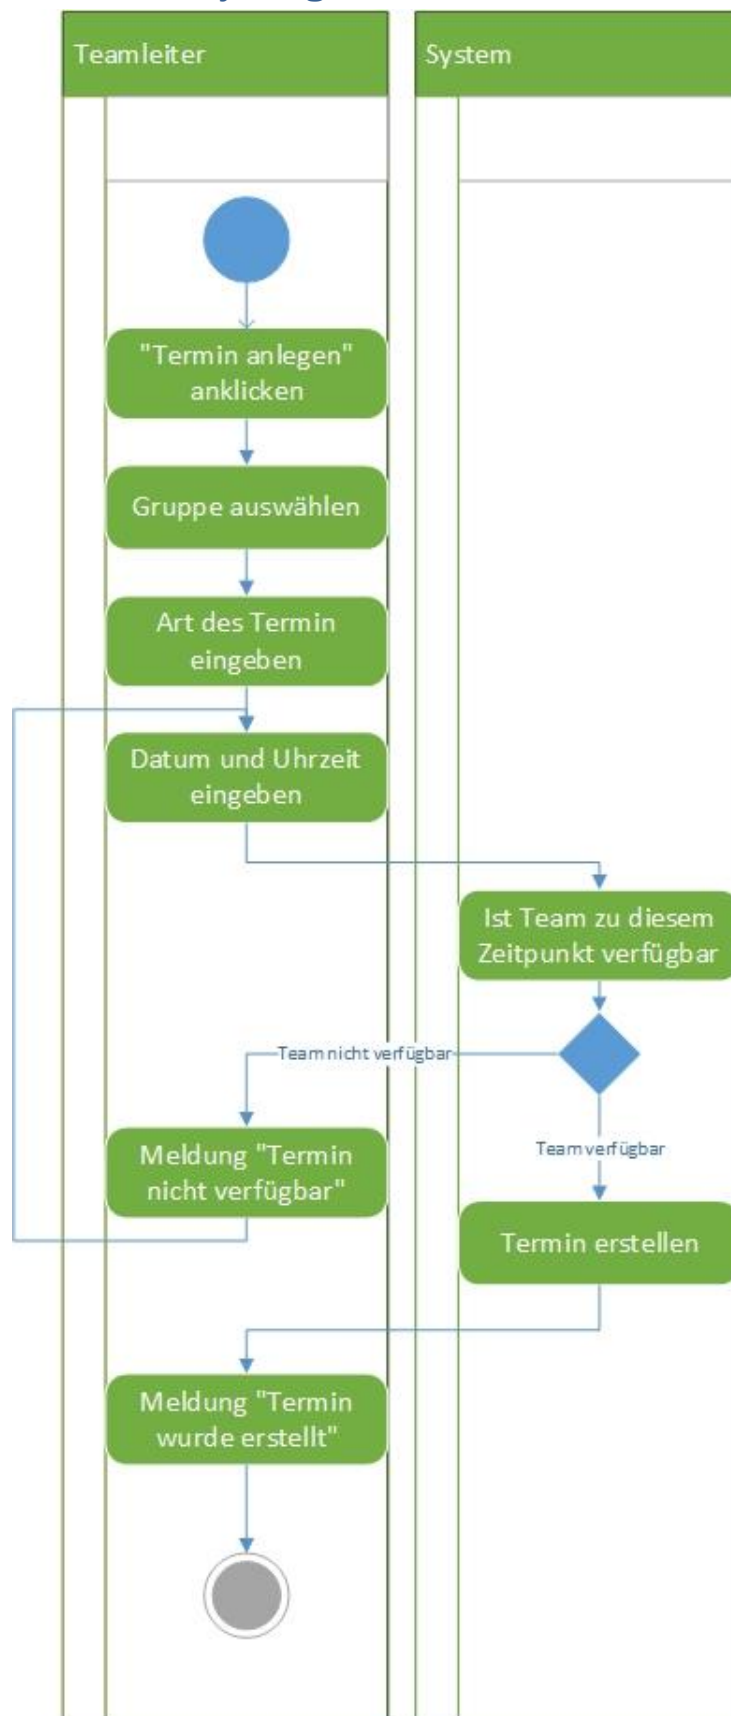 Teamleiter
System
"Termin anlegen"
anklicken
Gruppe auswählen
Art des Termin
eingeben
Datum und Uhrzeit
eingeben
Ist Team zu diesem
Zeitpunkt verfügbar
Team nicht verfügbar
Team verfügbar
Meldung "Termin
nicht verfügbar"
Termin erstellen
Meldung "Termin
wurde erstellt"